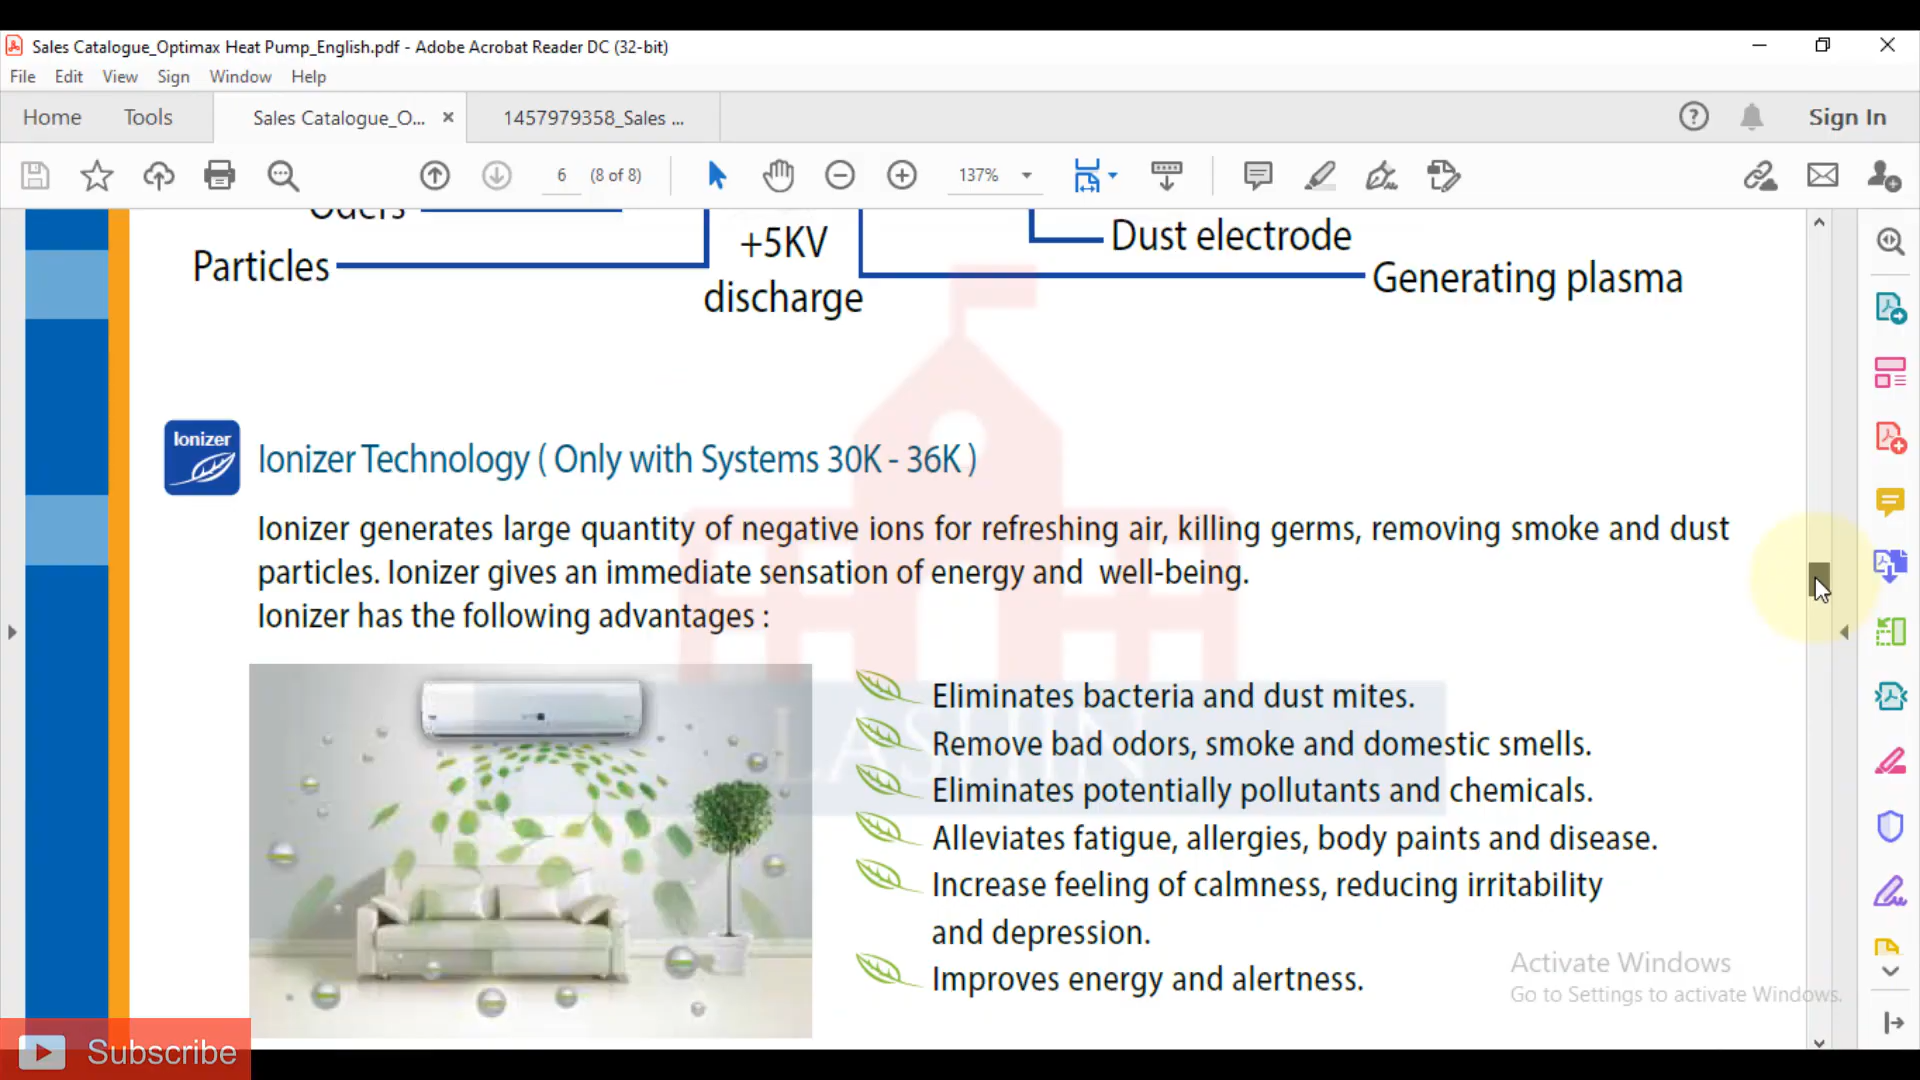 Sales Catalogue_Optimax Heat Pump_English.pdf - Adobe Acrobat Reader DC (32-bit)
File Edit View Sign Window Help
Home Tools Sales Catalogue_O... × 1457979358_Sales ... Sign In
6 (8 of 8) 137%
Oders
Dust electrode
+5KV
Particles
Generating plasma
discharge
Ionizer
Ionizer Technology ( Only with Systems 30K - 36K )
Ionizer generates large quantity of negative ions for refreshing air, killing germs, removing smoke and dust
particles. Ionizer gives an immediate sensation of energy and well-being.
Ionizer has the following advantages :
Eliminates bacteria and dust mites.
LASHIN
Remove bad odors, smoke and domestic smells.
Eliminates potentially pollutants and chemicals.
Alleviates fatigue, allergies, body paints and disease.
Increase feeling of calmness, reducing irritability
and depression.
Improves energy and alertness.
Activate Windows
Go to Settings to activate Windows.
Subscribe